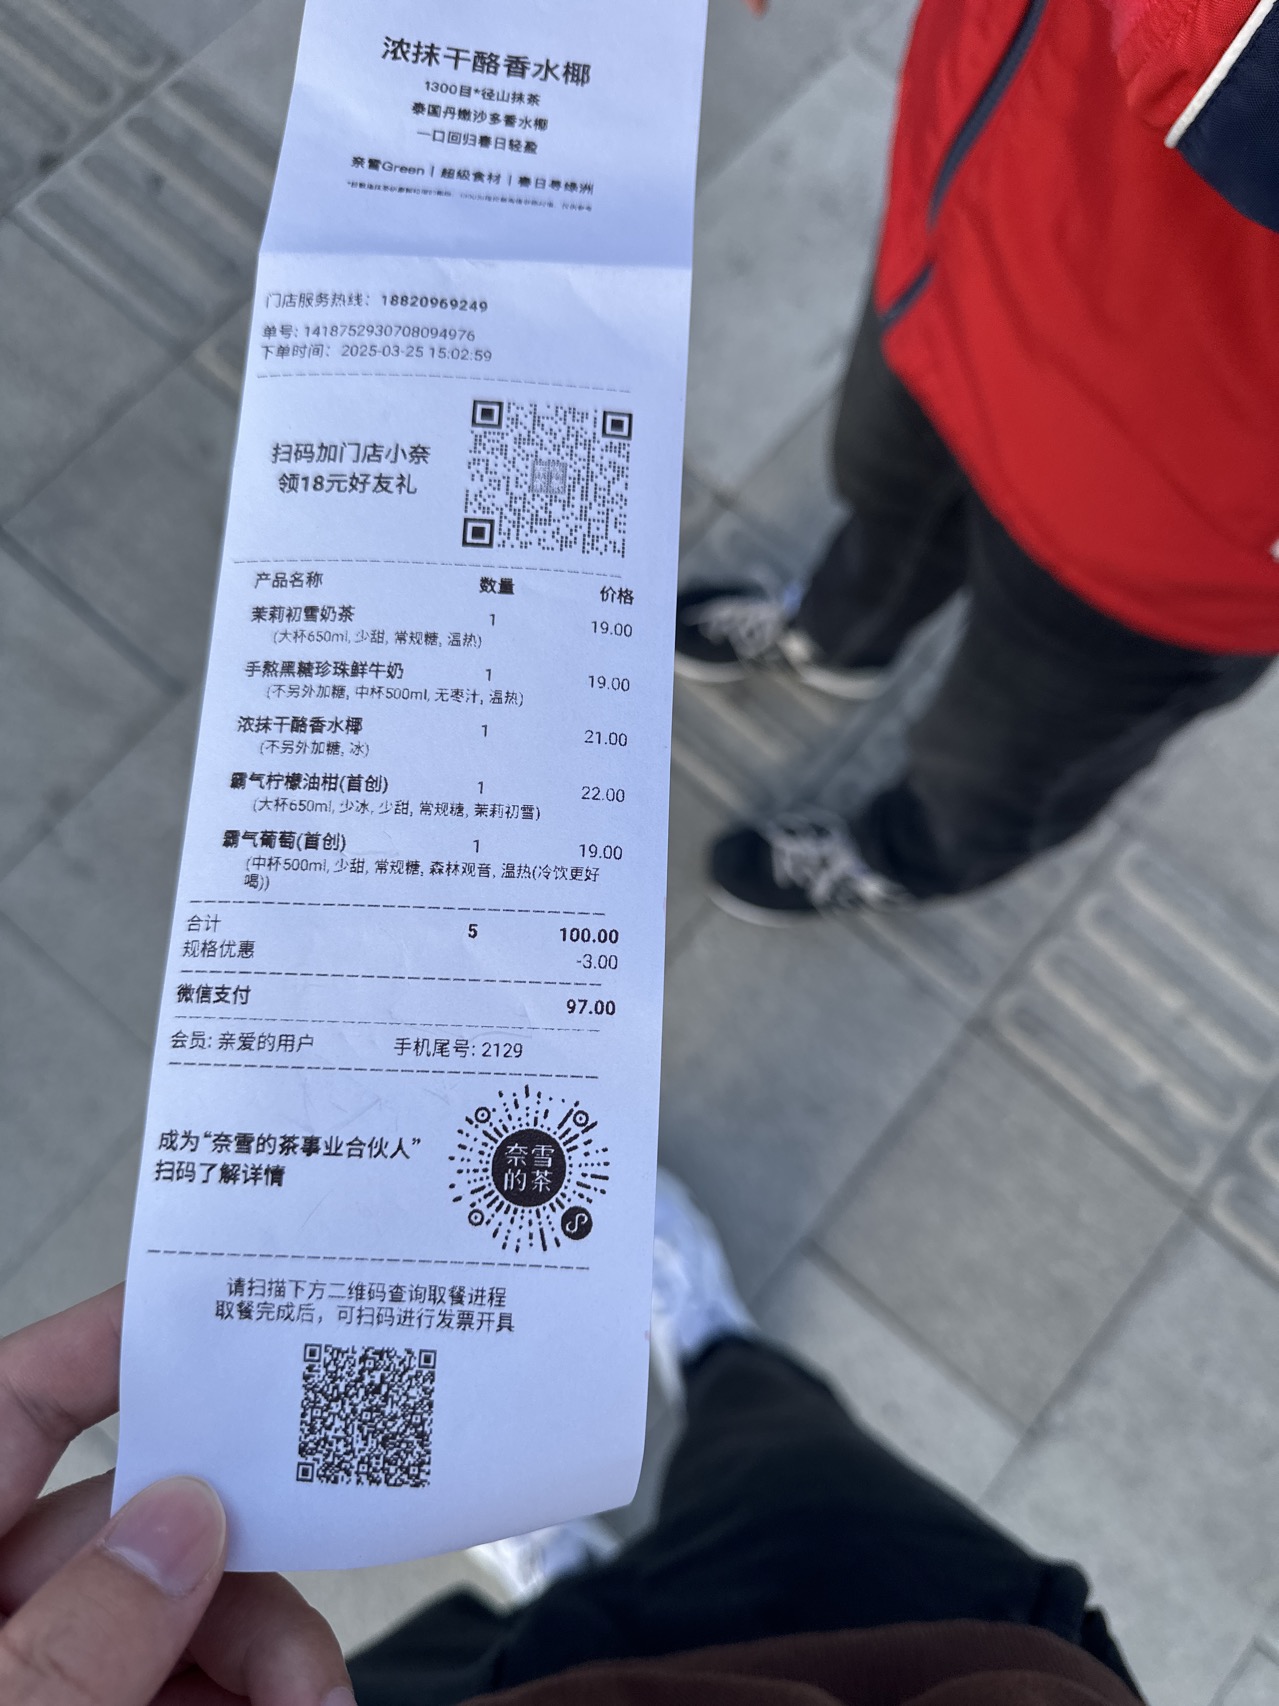 浓抹干酪香水椰
1300目*径山抹茶
泰国丹嫩沙多香水椰
一口回归春日轻盈
奈雪Green丨超级食材丨春日寻绿洲
门店服务热线：18820969249
单号: 1418752930708094976
下单时间： 2025-03-25 15:02:59
扫码加门店小奈
领18元好友礼
产品名称 数量 价格
茉莉初雪奶茶 1 19.00
(大杯650ml, 少甜, 常规糖, 温热)
手熬黑糖珍珠鲜牛奶 1 19.00
(不另外加糖, 中杯500ml, 无枣汁, 温热)
浓抹干酪香水椰 1 21.00
(不另外加糖, 冰)
霸气柠檬油柑(首创) 1 22.00
(大杯650ml, 少冰, 少甜, 常规糖, 茉莉初雪)
霸气葡萄(首创) 1 19.00
(中杯500ml, 少甜, 常规糖, 森林观音, 温热(冷饮更好
喝))
合计 5 100.00
规格优惠 -3.00
微信支付 97.00
会员: 亲爱的用户 手机尾号: 2129
成为“奈雪的茶事业合伙人”
扫码了解详情
奈雪
的茶
请扫描下方二维码查询取餐进程
取餐完成后，可扫码进行发票开具